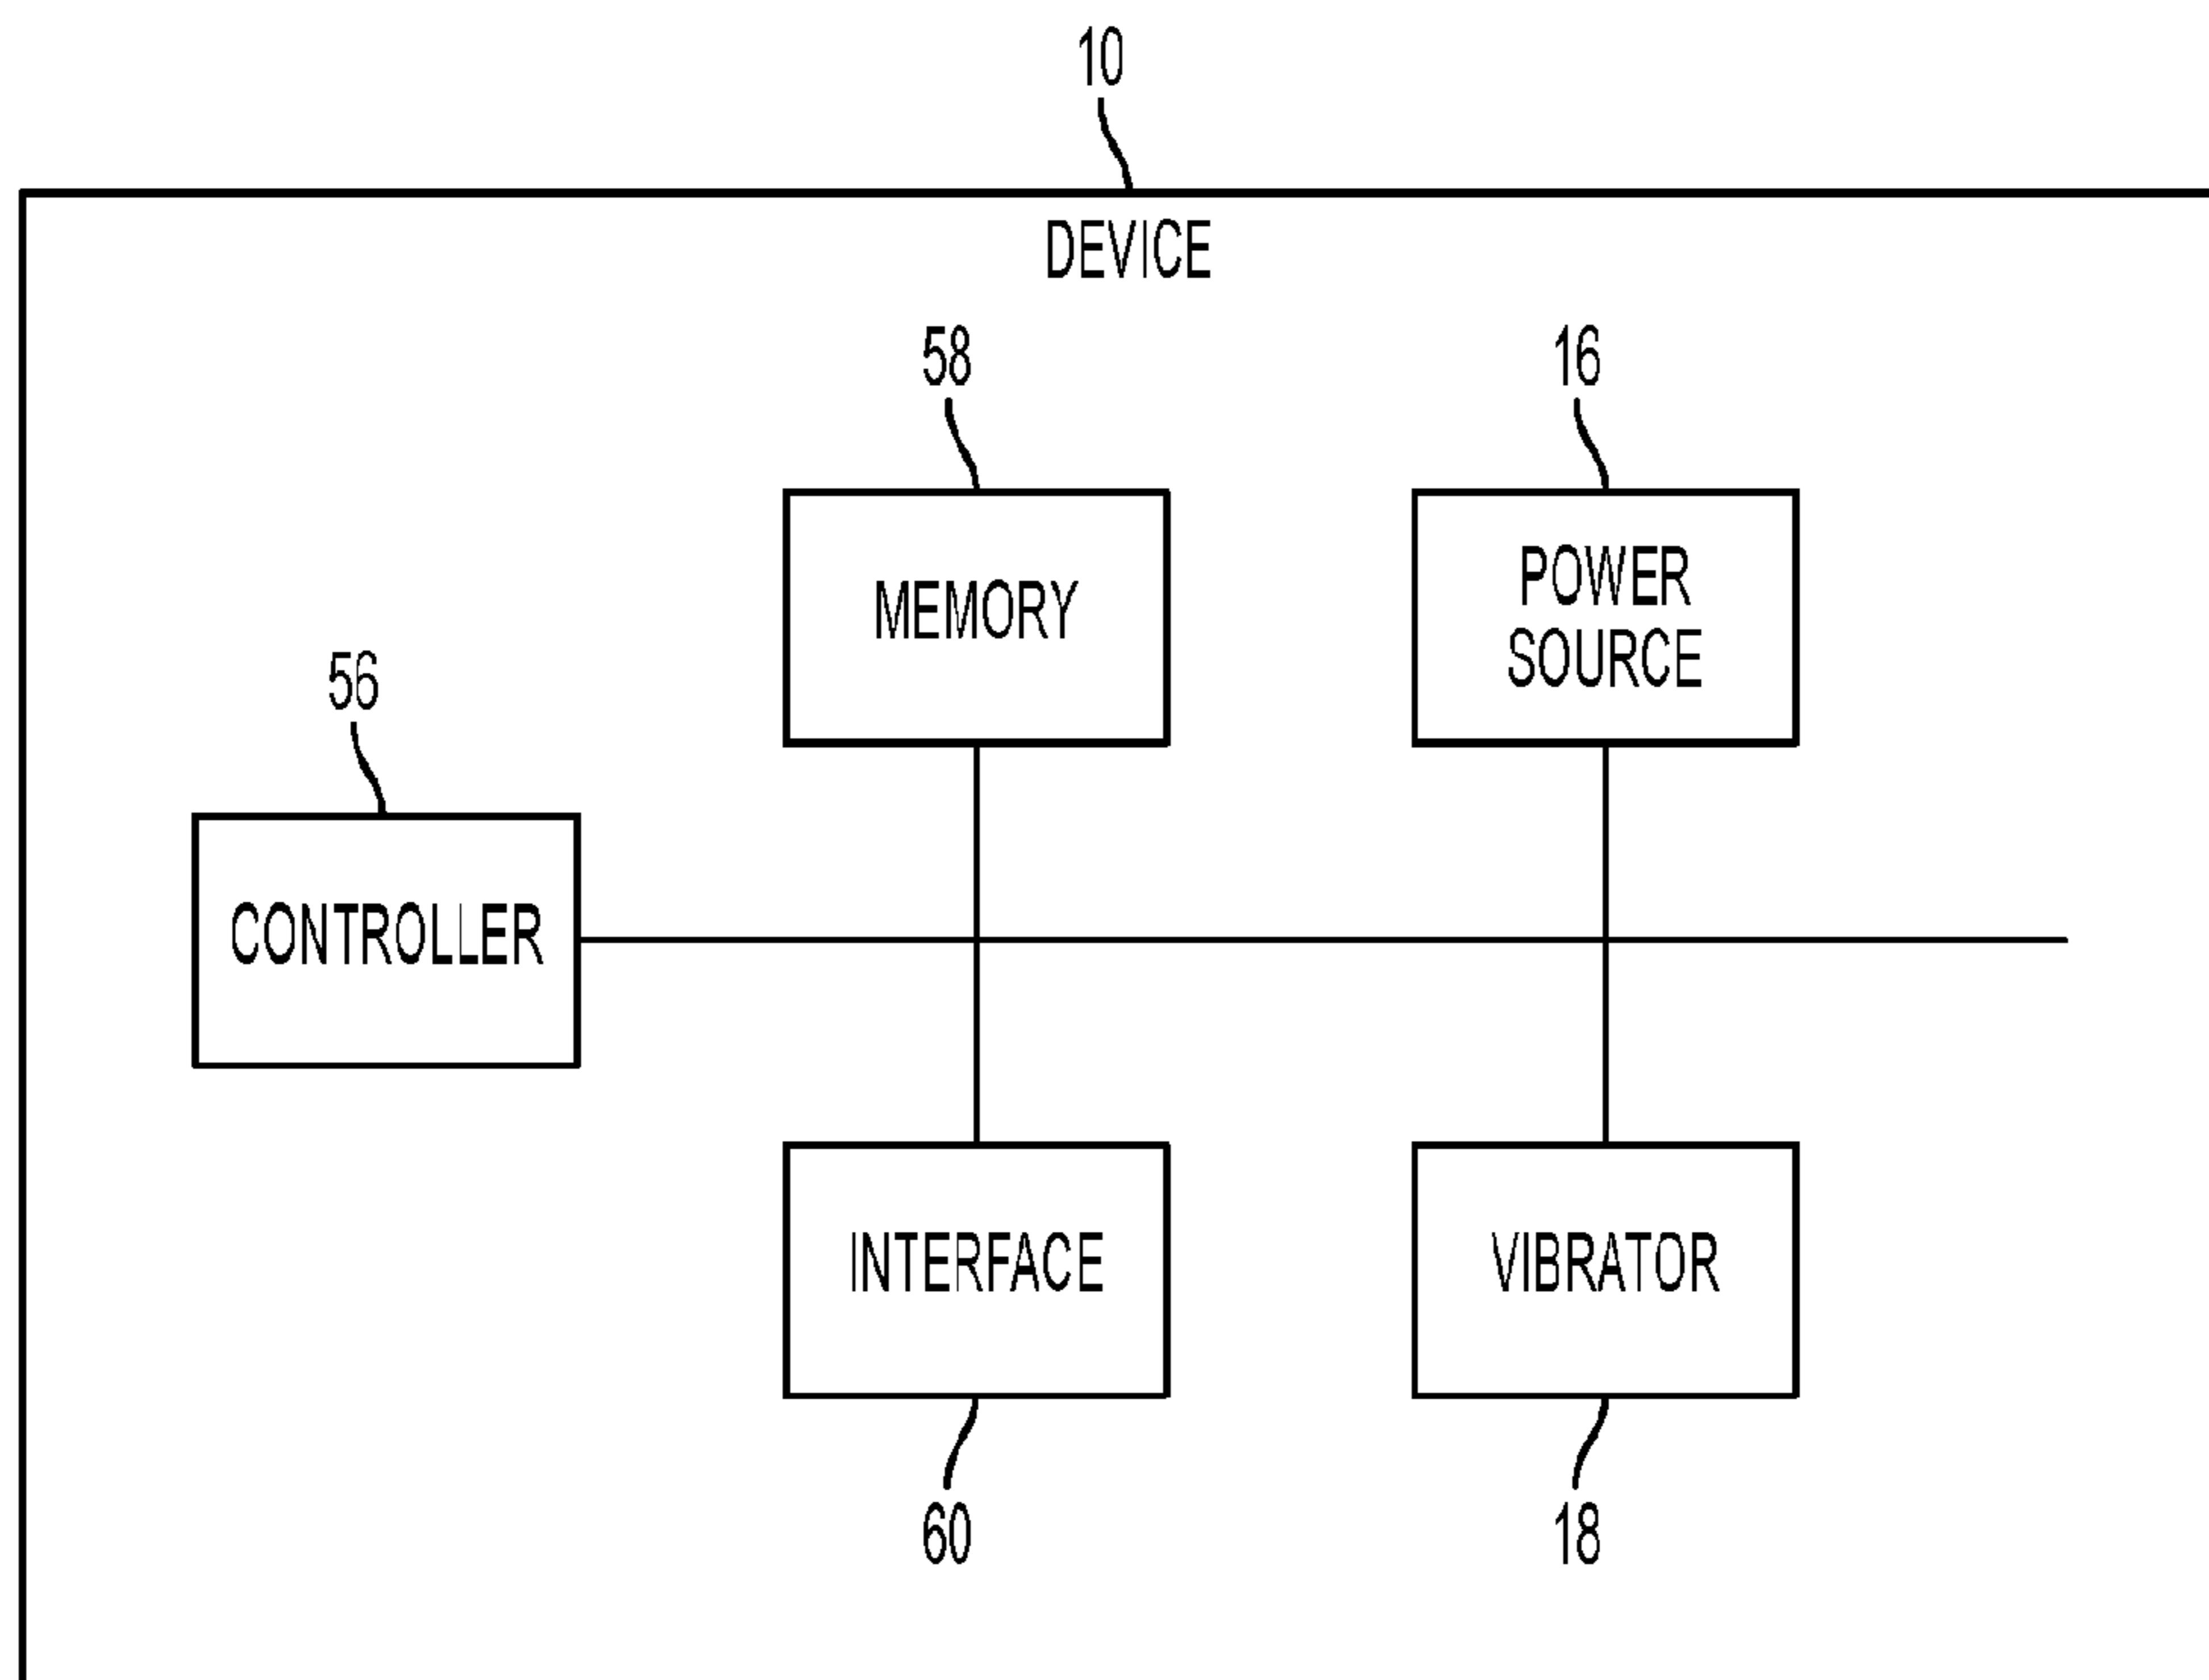 10
DEVICE
58
16
MEMORY
POWER
SOURCE
56
CONTROLLER
INTERFACE
VIBRATOR
60
18